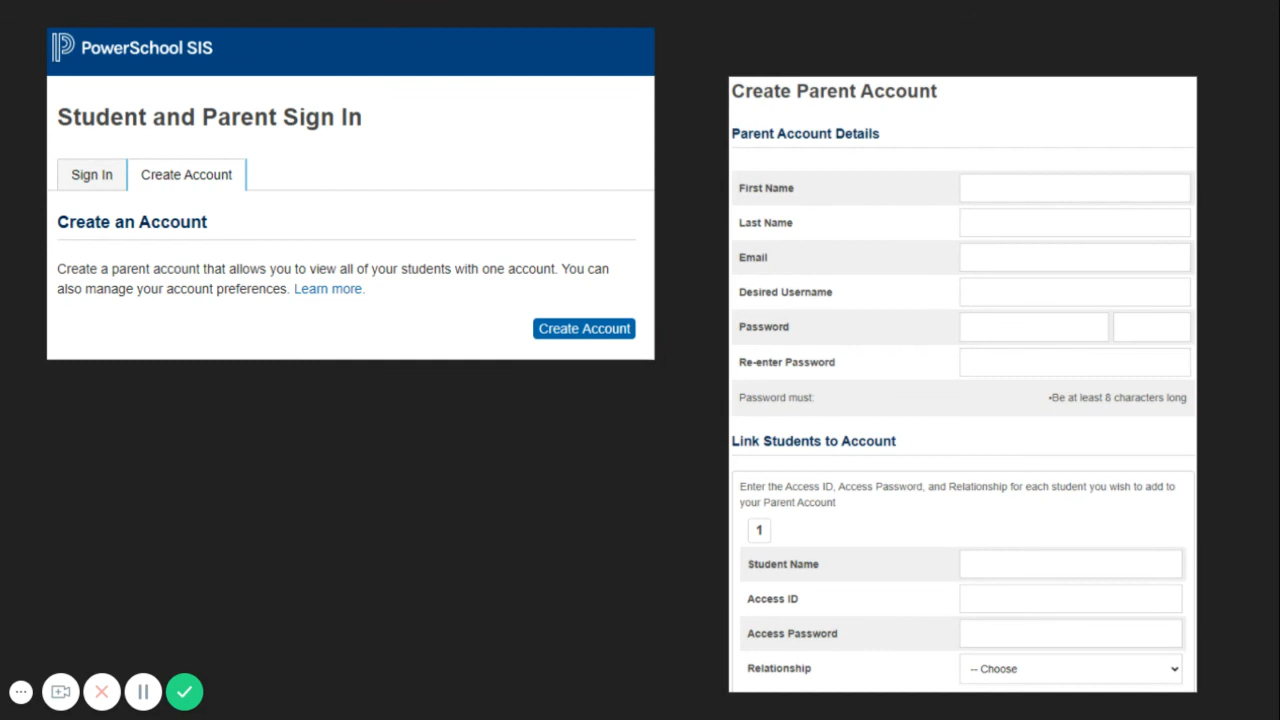 PowerSchool SIS
Student and Parent Sign In
Sign In
Create Account
Create an Account
Create a parent account that allows you to view all of your students with one account. You can
also manage your account preferences. Learn more.
Create Account
Create Parent Account
Parent Account Details
First Name
Last Name
Email
Desired Username
Password
Re-enter Password
Password must: •Be at least 8 characters long
Link Students to Account
Enter the Access ID, Access Password, and Relationship for each student you wish to add to
your Parent Account
1
Student Name
Access ID
Access Password
Relationship -- Choose